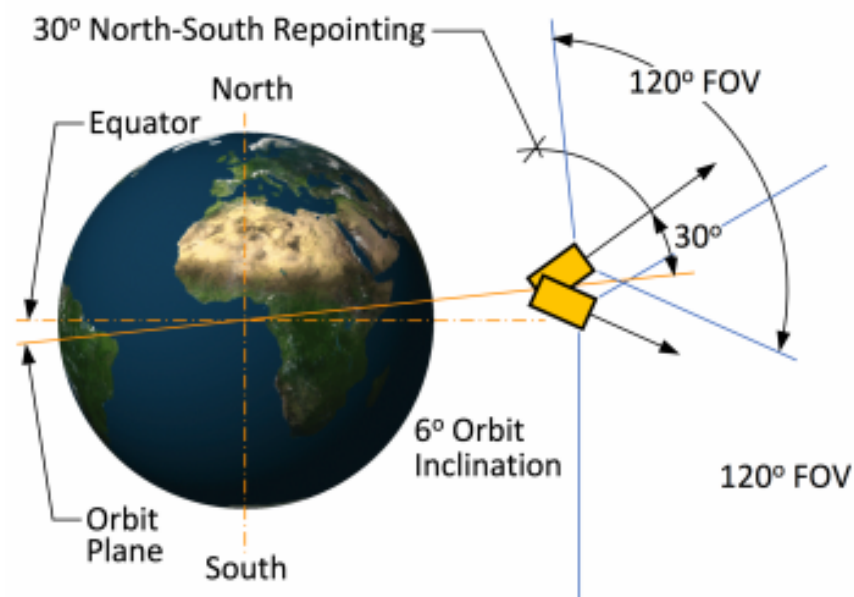 30º North-South Repointing
120º FOV
North
Equator
30º
6º Orbit
Inclination
120º FOV
Orbit
Plane
South